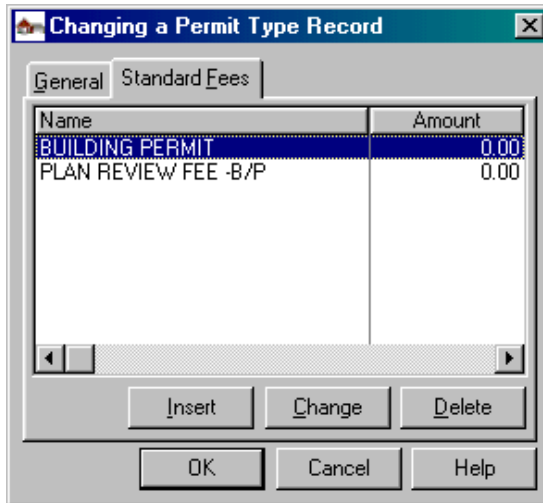 Changing a Permit Type Record
General Standard Fees
Name Amount
BUILDING PERMIT 0.00
PLAN REVIEW FEE -B/P 0.00
Insert Change Delete
OK Cancel Help